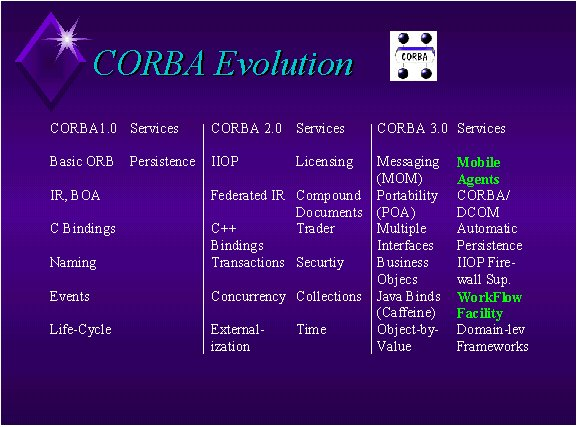 CORBA Evolution
CORBA
CORBA1.0 Services CORBA 2.0 Services CORBA 3.0 Services
Basic ORB Persistence IIOP Licensing Messaging Mobile
(MOM) Agents
IR, BOA Federated IR Compound Portability CORBA/
Documents (POA) DCOM
C Bindings C++ Trader Multiple Automatic
Bindings Interfaces Persistence
Naming Transactions Securtiy Business IIOP Fire-
Objecs wall Sup.
Events Concurrency Collections Java Binds WorkFlow
(Caffeine) Facility
Life-Cycle External- Time Object-by- Domain-lev
ization Value Frameworks